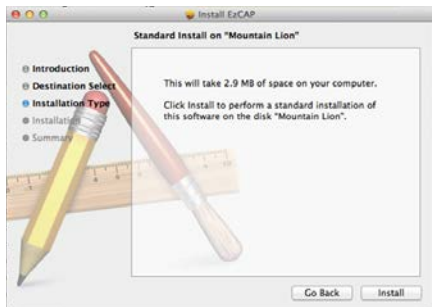 Install EzCAP
Standard Install on "Mountain Lion"
Introduction
Destination Select
Installation Type
Installation
Summary
This will take 2.9 MB of space on your computer.
Click Install to perform a standard installation of
this software on the disk "Mountain Lion".
Go Back
Install